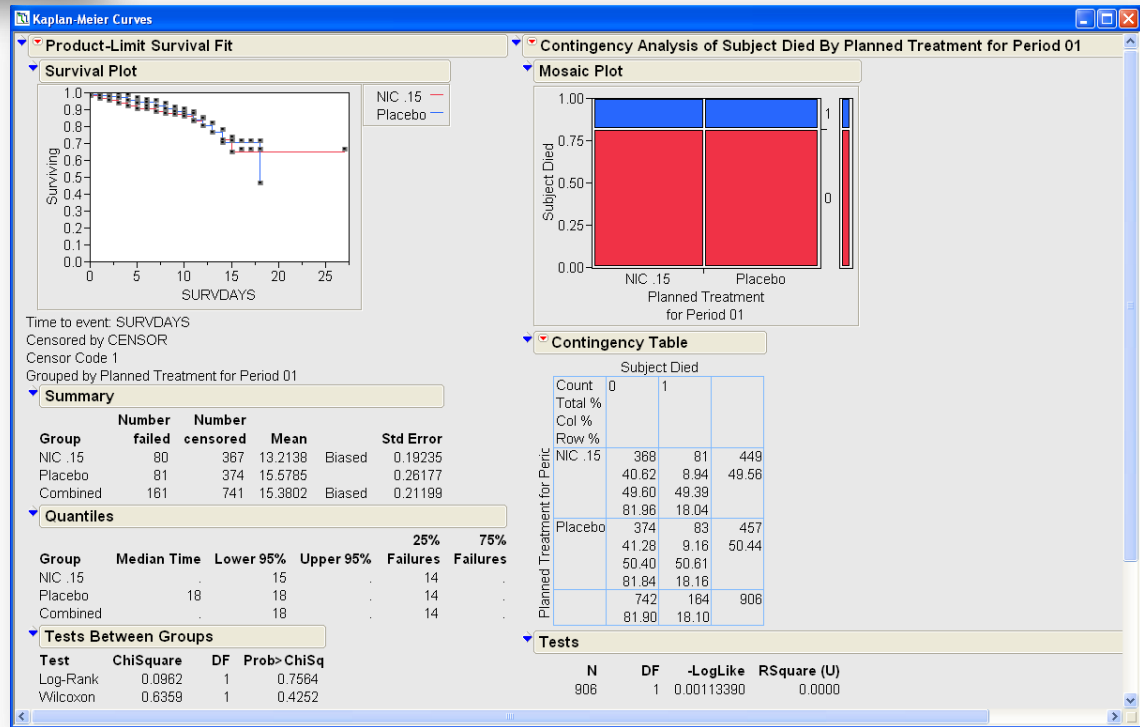 Kaplan-Meier Curves
Product-Limit Survival Fit
Survival Plot
1.0
0.9
0.8
0.7
0.6
0.5
0.4
0.3
0.2
0.1
0.0
Surviving
0 5 10 15 20 25
SURVDAYS
NIC .15
Placebo
Time to event: SURVDAYS
Censored by CENSOR
Censor Code 1
Grouped by Planned Treatment for Period 01
Summary
Number Number
Group failed censored Mean Std Error
NIC .15 80 367 13.2138 Biased 0.19235
Placebo 81 374 15.5785 0.26177
Combined 161 741 15.3802 Biased 0.21199
Quantiles
25% 75%
Group Median Time Lower 95% Upper 95% Failures Failures
NIC .15 . 15 . 14 .
Placebo 18 18 . 14 .
Combined . 18 . 14 .
Tests Between Groups
Test ChiSquare DF Prob>ChiSq
Log-Rank 0.0962 1 0.7564
Wilcoxon 0.6359 1 0.4252
Contingency Analysis of Subject Died By Planned Treatment for Period 01
Mosaic Plot
1.00
0.75
0.50
0.25
0.00
Subject Died
1
0
NIC .15 Placebo
Planned Treatment
for Period 01
Contingency Table
Subject Died
Planned Treatment for Peric
Count 0 1
Total %
Col %
Row %
NIC .15 368 81 449
40.62 8.94 49.56
49.60 49.39
81.96 18.04
Placebo 374 83 457
41.28 9.16 50.44
50.40 50.61
81.84 18.16
742 164 906
81.90 18.10
Tests
N DF -LogLike RSquare (U)
906 1 0.00113390 0.0000